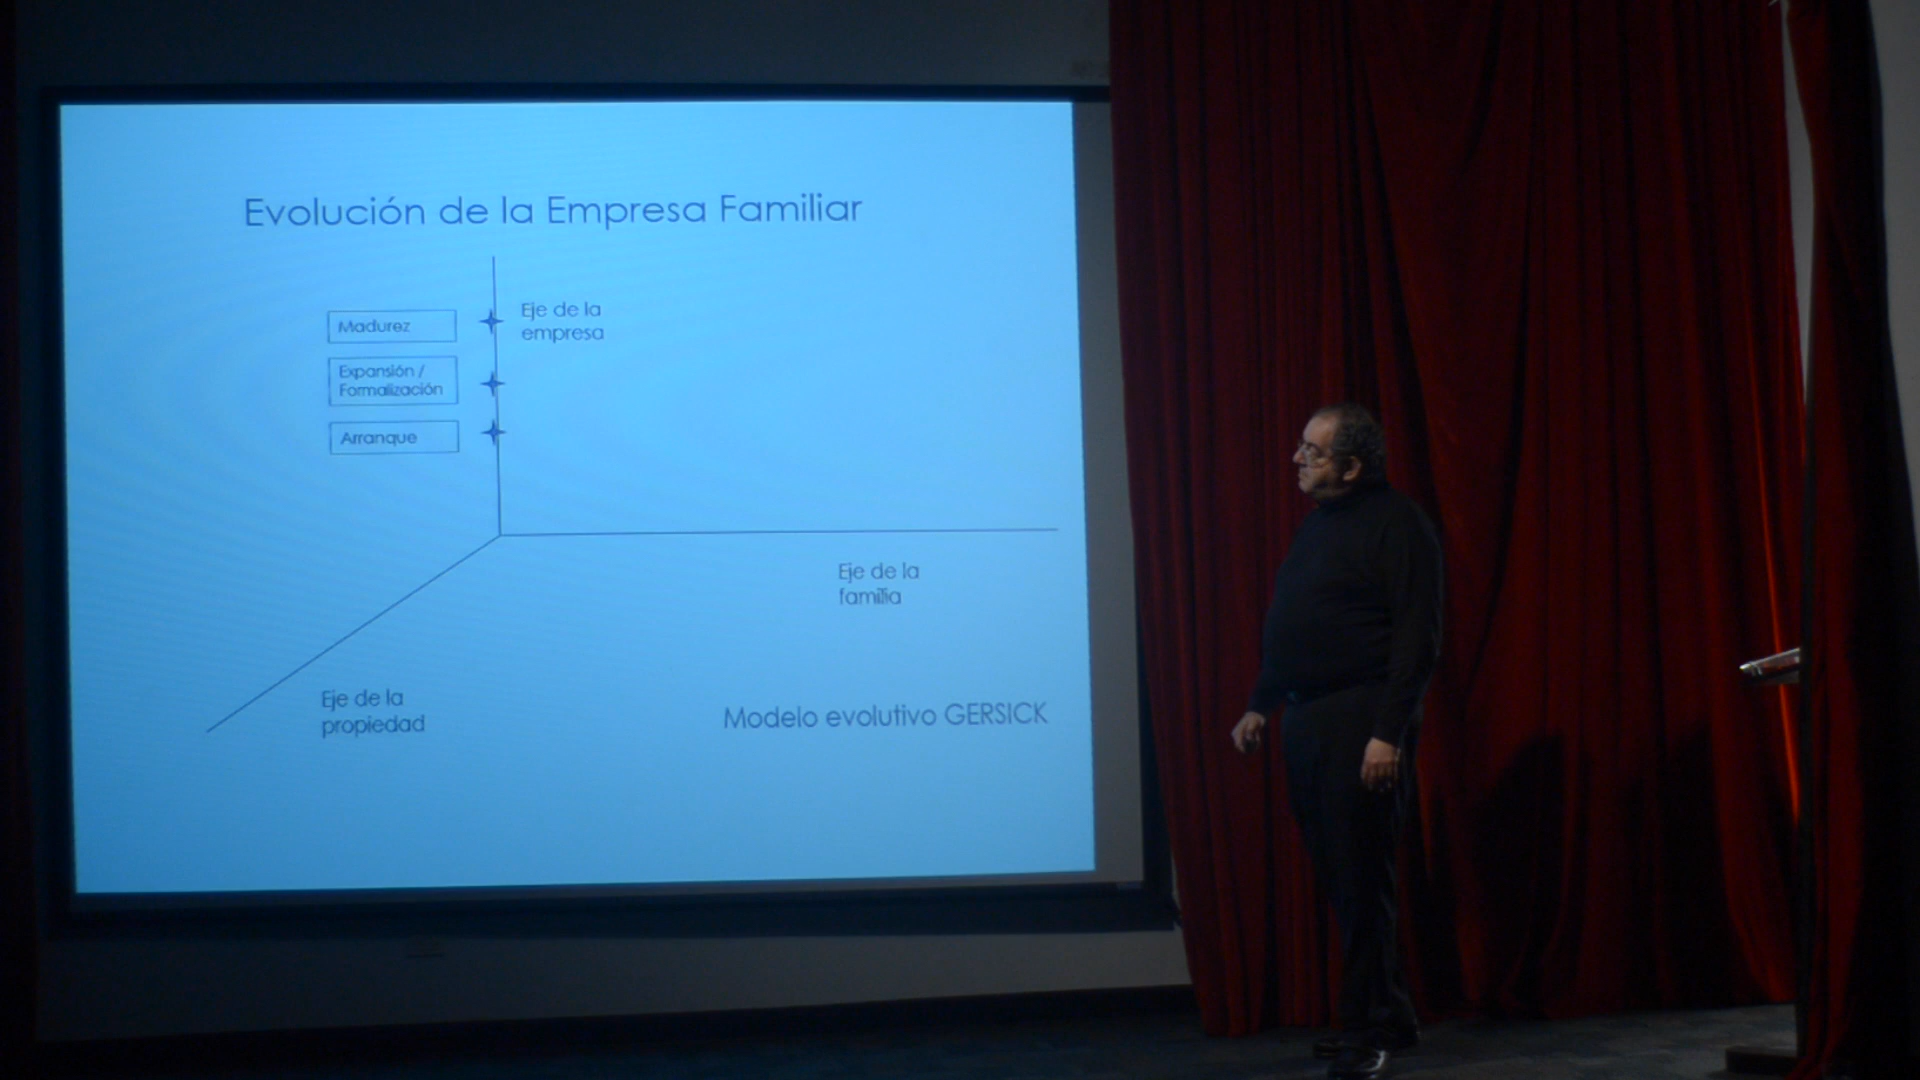 Evolución de la Empresa Familiar
Madurez
Eje de la
empresa
Expansión /
Formalización
Arranque
Eje de la
familia
Eje de la
propiedad
Modelo evolutivo GERSICK